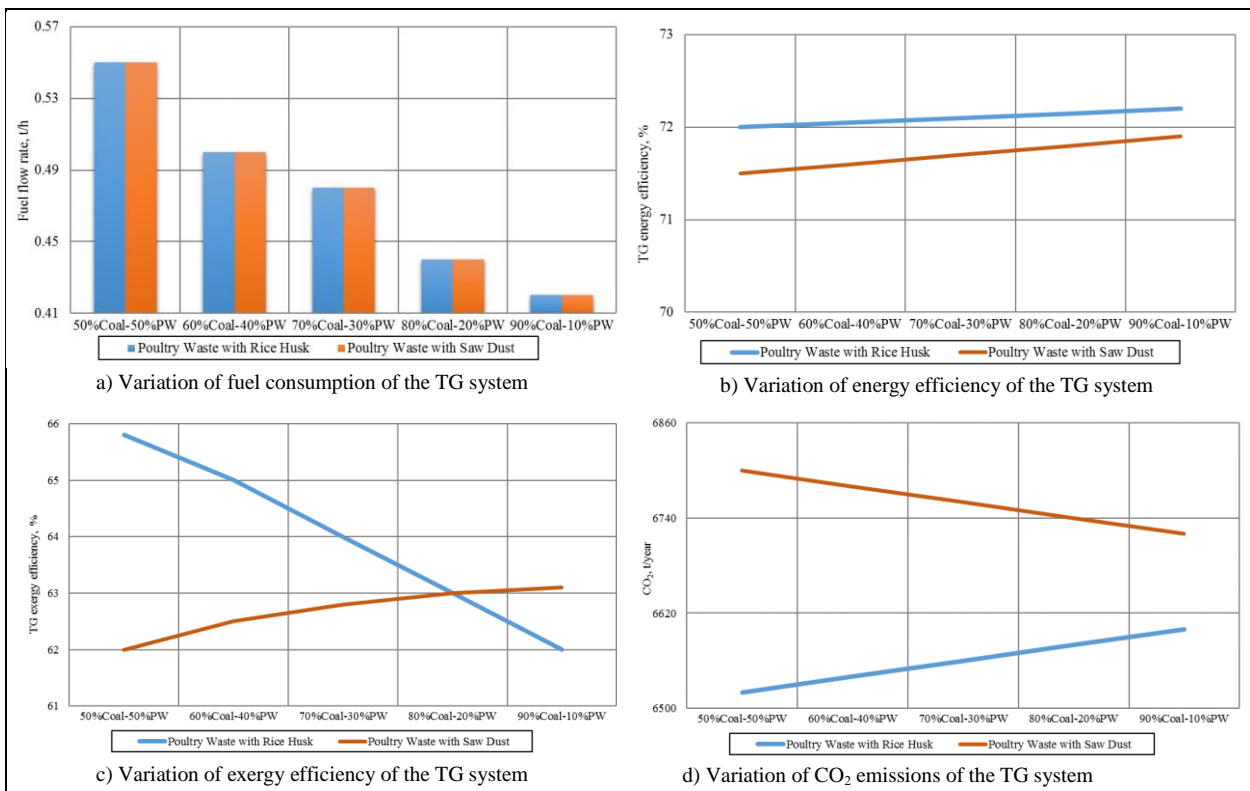 0.57
0.53
0.49
0.45
0.41
Fuel flow rate, t/h
50%Coal-50%PW 60%Coal-40%PW 70%Coal-30%PW 80%Coal-20%PW 90%Coal-10%PW
Poultry Waste with Rice Husk Poultry Waste with Saw Dust
a) Variation of fuel consumption of the TG system
73
72
71
70
TG energy efficiency, %
50%Coal-50%PW 60%Coal-40%PW 70%Coal-30%PW 80%Coal-20%PW 90%Coal-10%PW
Poultry Waste with Rice Husk Poultry Waste with Saw Dust
b) Variation of energy efficiency of the TG system
66
65
64
63
62
61
TG exergy efficiency, %
50%Coal-50%PW 60%Coal-40%PW 70%Coal-30%PW 80%Coal-20%PW 90%Coal-10%PW
Poultry Waste with Rice Husk Poultry Waste with Saw Dust
c) Variation of exergy efficiency of the TG system
6860
6740
6620
6500
CO₂, t/year
50%Coal-50%PW 60%Coal-40%PW 70%Coal-30%PW 80%Coal-20%PW 90%Coal-10%PW
Poultry Waste with Rice Husk Poultry Waste with Saw Dust
d) Variation of CO₂ emissions of the TG system